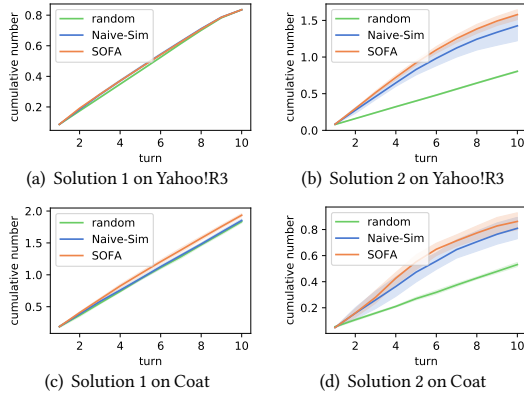 cumulative number
0.8
0.6
0.4
0.2
random
Naive-Sim
SOFA
2 4 6 8 10
turn
(a) Solution 1 on Yahoo!R3
cumulative number
1.5
1.0
0.5
0.0
random
Naive-Sim
SOFA
2 4 6 8 10
turn
(b) Solution 2 on Yahoo!R3
cumulative number
2.0
1.5
1.0
0.5
random
Naive-Sim
SOFA
2 4 6 8 10
turn
(c) Solution 1 on Coat
cumulative number
0.8
0.6
0.4
0.2
random
Naive-Sim
SOFA
2 4 6 8 10
turn
(d) Solution 2 on Coat